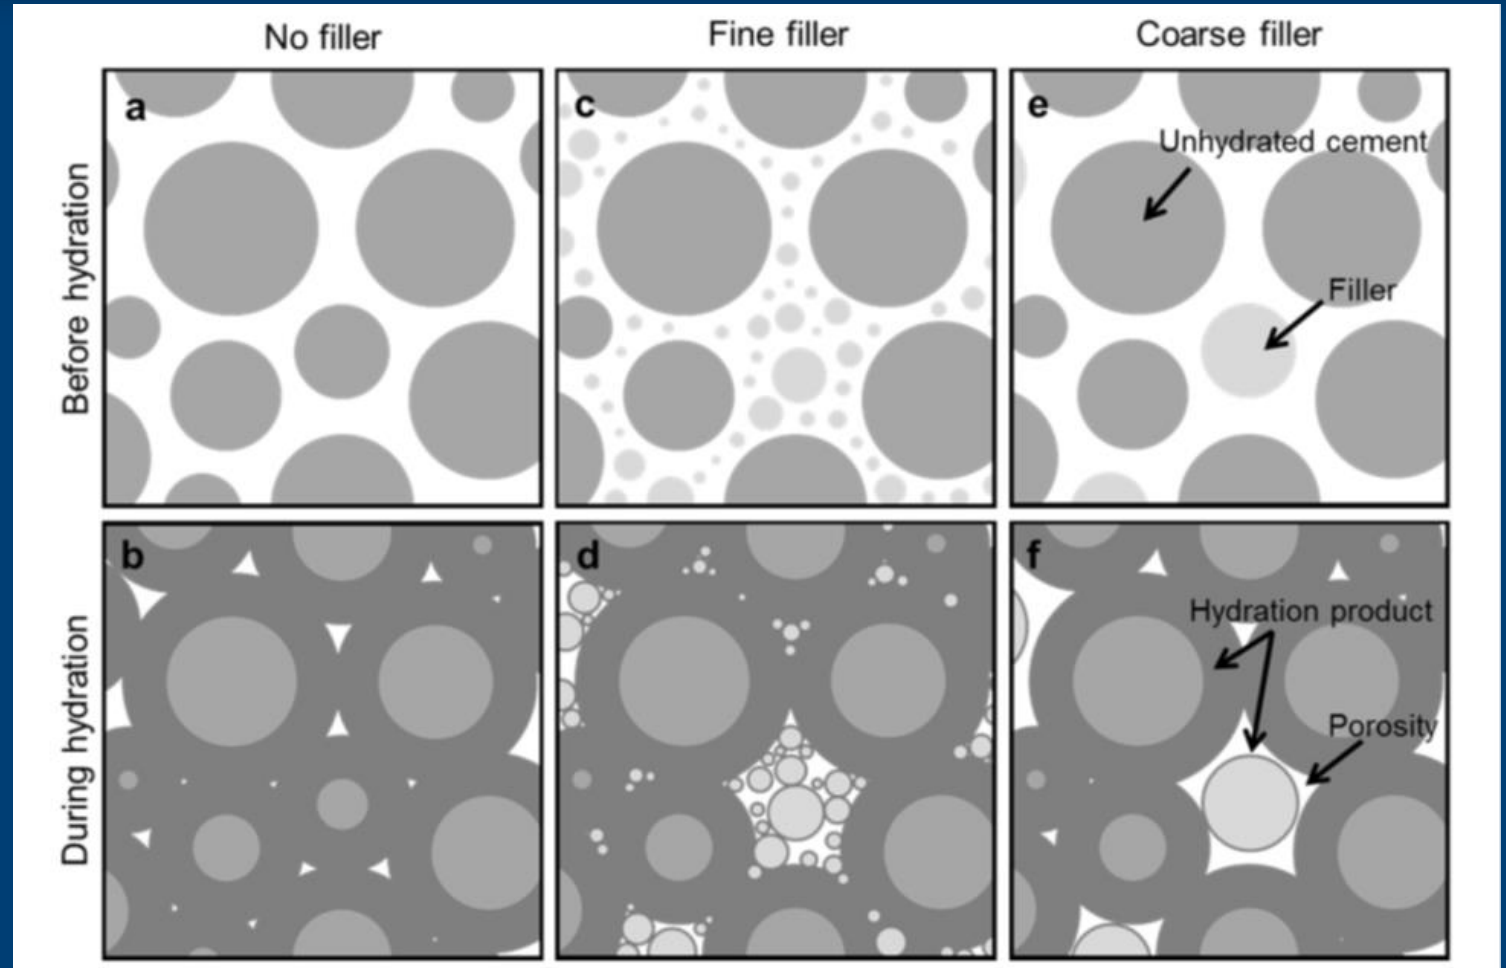 No filler
Fine filler
Coarse filler
Before hydration
a
c
e
Unhydrated cement
Filler
During hydration
b
d
f
Hydration product
Porosity